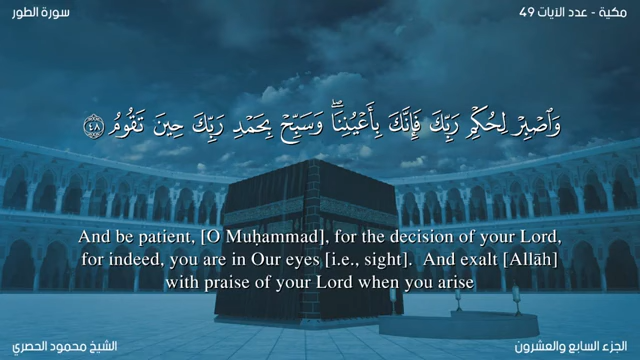 سورة الطور
مكية - عدد الآيات 49
وَٱصْبِرْ لِحُكْمِ رَبِّكَ فَإِنَّكَ بِأَعْيُنِنَا ۖ وَسَبِّحْ بِحَمْدِ رَبِّكَ حِينَ تَقُومُ ٤٨
And be patient, [O Muḥammad], for the decision of your Lord,
for indeed, you are in Our eyes [i.e., sight].  And exalt [Allāh]
with praise of your Lord when you arise
الشيخ محمود الحصري
الجزء السابع والعشرون